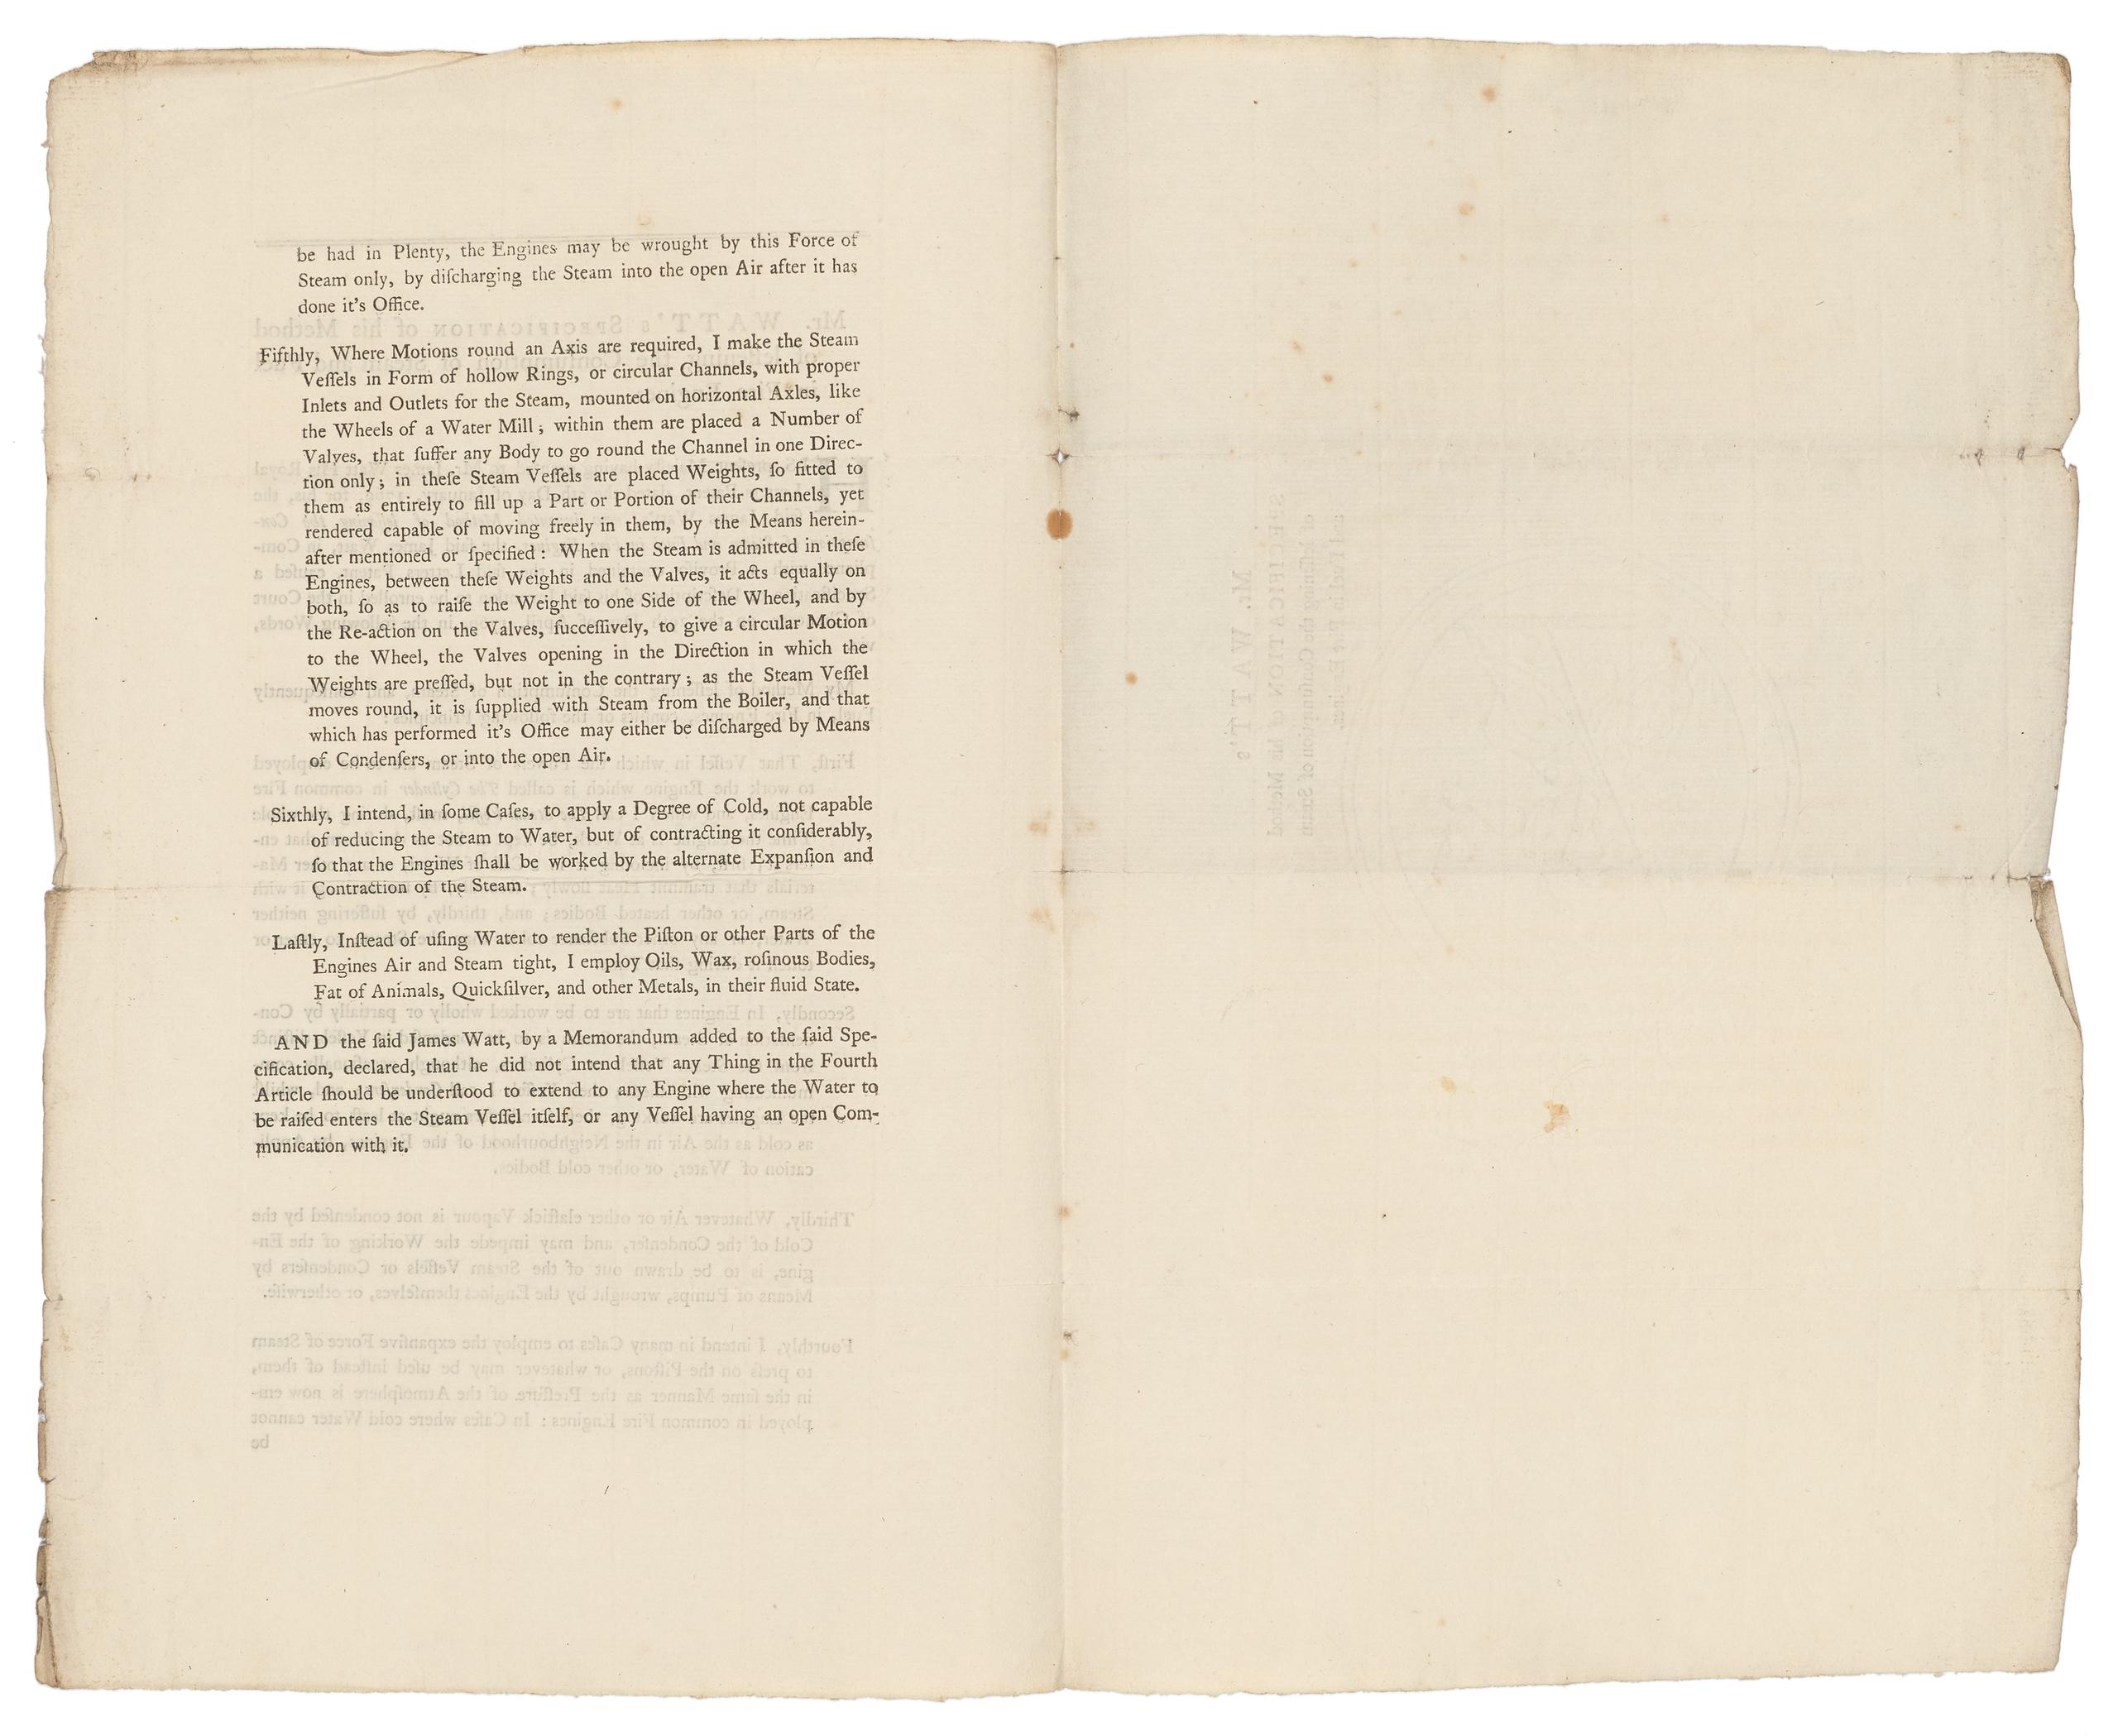 be had in Plenty, the Engines may be wrought by this Force of
Steam only, by diſcharging the Steam into the open Air after it has
done it's Office.
Fifthly, Where Motions round an Axis are required, I make the Steam
Veſſels in Form of hollow Rings, or circular Channels, with proper
Inlets and Outlets for the Steam, mounted on horizontal Axles, like
the Wheels of a Water Mill; within them are placed a Number of
Valves, that ſuffer any Body to go round the Channel in one Direc-
tion only; in theſe Steam Veſſels are placed Weights, ſo fitted to
them as entirely to fill up a Part or Portion of their Channels, yet
rendered capable of moving freely in them, by the Means herein-
after mentioned or ſpecified: When the Steam is admitted in theſe
Engines, between theſe Weights and the Valves, it acts equally on
both, ſo as to raiſe the Weight to one Side of the Wheel, and by
the Re-action on the Valves, ſucceſſively, to give a circular Motion
to the Wheel, the Valves opening in the Direction in which the
Weights are preſſed, but not in the contrary; as the Steam Veſſel
moves round, it is ſupplied with Steam from the Boiler, and that
which has performed it's Office may either be diſcharged by Means
of Condenſers, or into the open Air.
Sixthly, I intend, in ſome Caſes, to apply a Degree of Cold, not capable
of reducing the Steam to Water, but of contracting it conſiderably,
ſo that the Engines ſhall be worked by the alternate Expanſion and
Contraction of the Steam.
Laſtly, Inſtead of uſing Water to render the Piſton or other Parts of the
Engines Air and Steam tight, I employ Oils, Wax, roſinous Bodies,
Fat of Animals, Quickſilver, and other Metals, in their fluid State.
AND the ſaid James Watt, by a Memorandum added to the ſaid Spe-
cification, declared, that he did not intend that any Thing in the Fourth
Article ſhould be underſtood to extend to any Engine where the Water to
be raiſed enters the Steam Veſſel itſelf, or any Veſſel having an open Com-
munication with it.